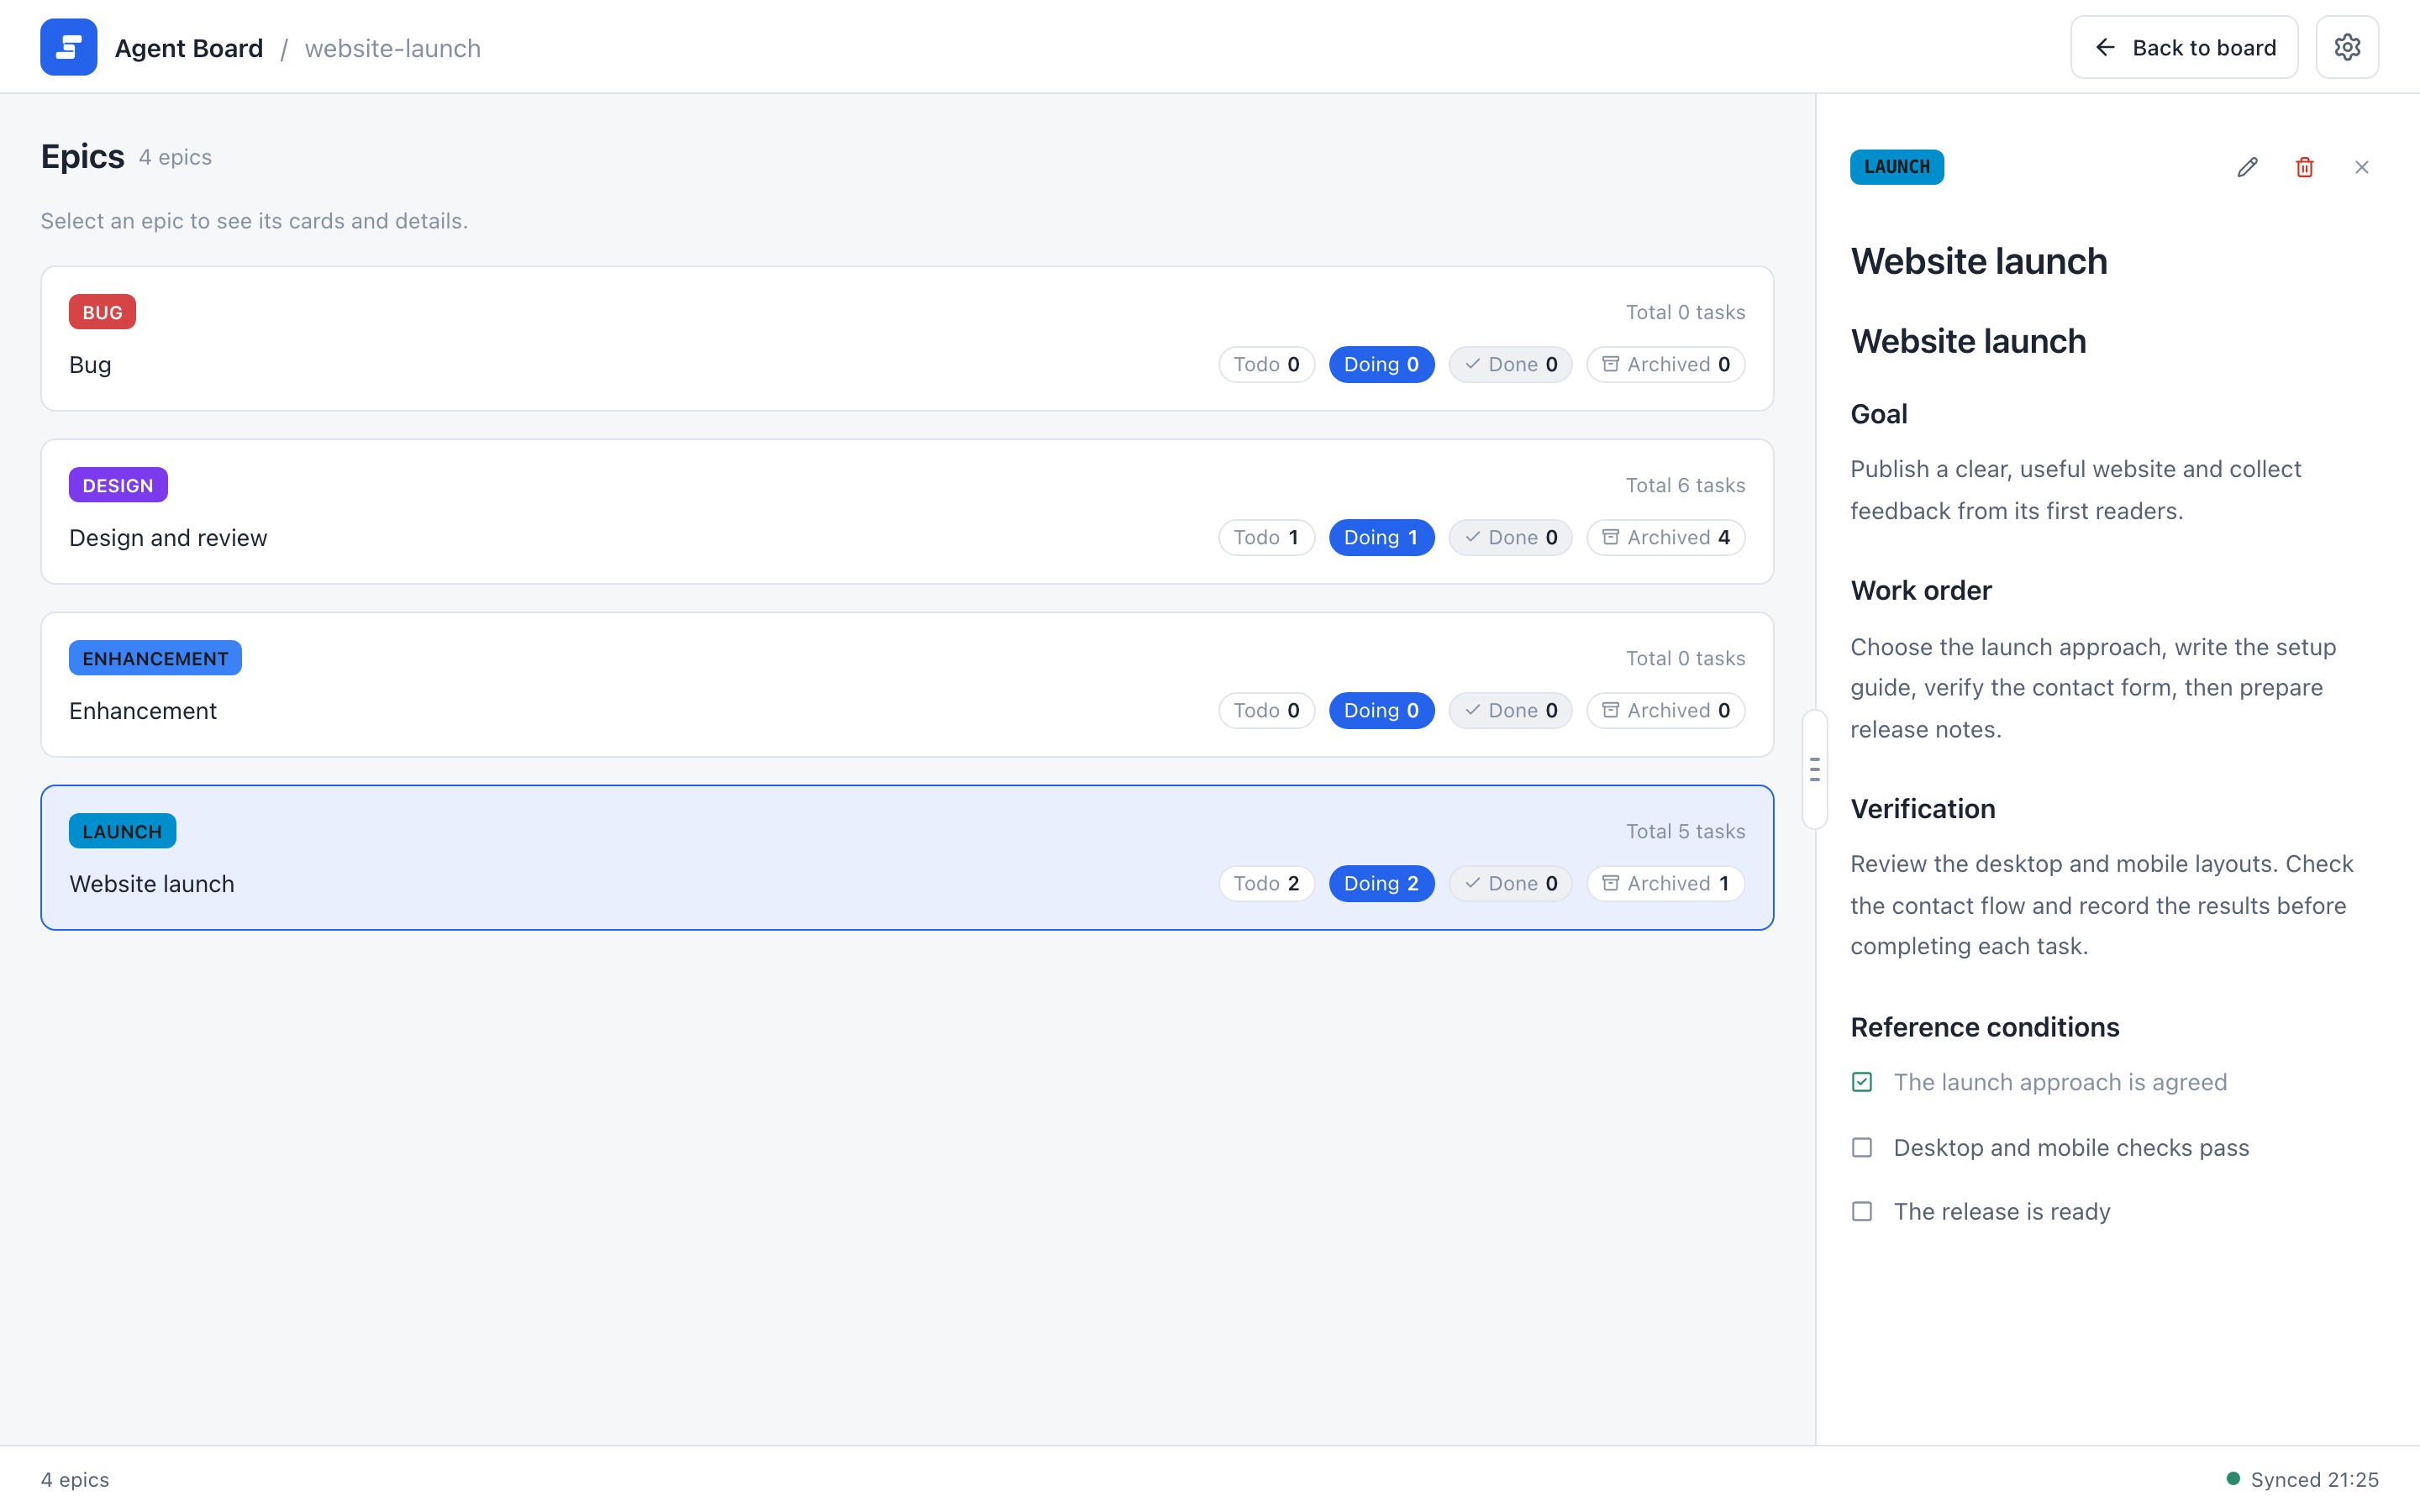 Agent Board / website-launch
Back to board
Epics 4 epics
Select an epic to see its cards and details.
BUG
Total 0 tasks
Bug
Todo 0 Doing 0 Done 0 Archived 0
DESIGN
Total 6 tasks
Design and review
Todo 1 Doing 1 Done 0 Archived 4
ENHANCEMENT
Total 0 tasks
Enhancement
Todo 0 Doing 0 Done 0 Archived 0
LAUNCH
Total 5 tasks
Website launch
Todo 2 Doing 2 Done 0 Archived 1
LAUNCH
Website launch
Website launch
Goal
Publish a clear, useful website and collect
feedback from its first readers.
Work order
Choose the launch approach, write the setup
guide, verify the contact form, then prepare
release notes.
Verification
Review the desktop and mobile layouts. Check
the contact flow and record the results before
completing each task.
Reference conditions
The launch approach is agreed
Desktop and mobile checks pass
The release is ready
4 epics
Synced 21:25